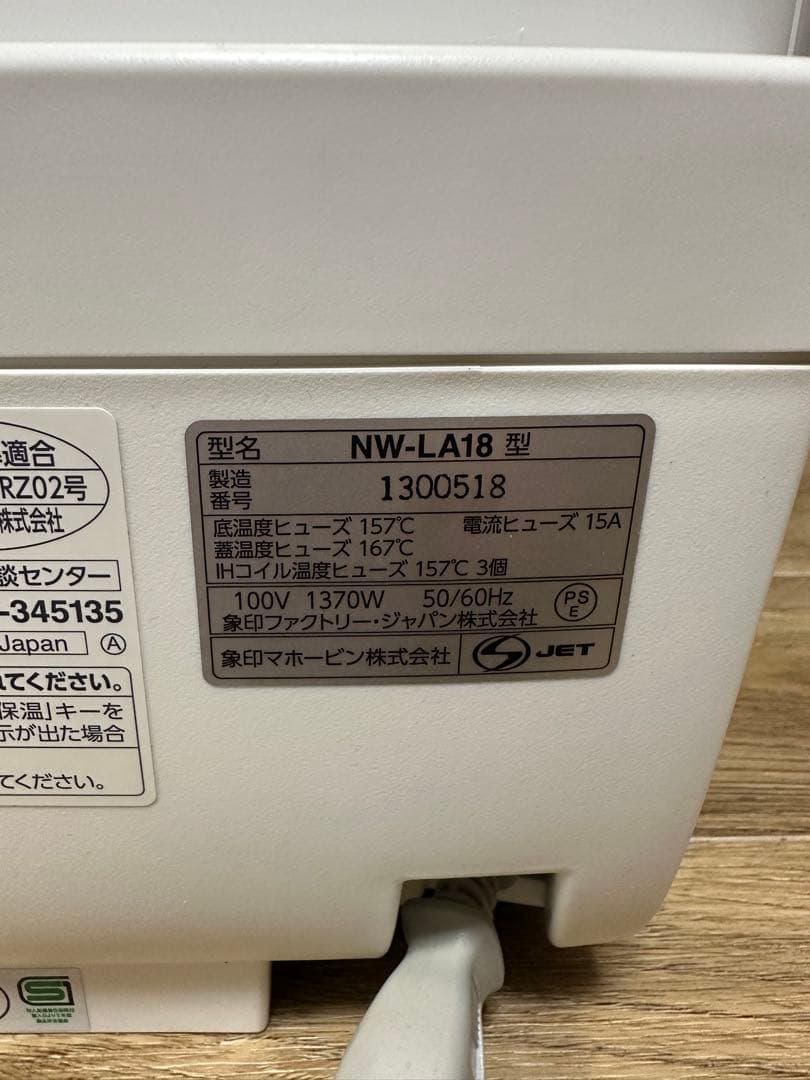 適合
RZ02号
株式会社
談センター
-345135
Japan Ⓐ
れてください。
保温」キーを
示が出た場合
てください。
型名 NW-LA18 型
製造
番号 1300518
底温度ヒューズ 157℃ 電流ヒューズ 15A
蓋温度ヒューズ 167℃
IHコイル温度ヒューズ 157℃ 3個
100V 1370W 50/60Hz
PS
E
象印ファクトリー・ジャパン株式会社
象印マホービン株式会社 JET